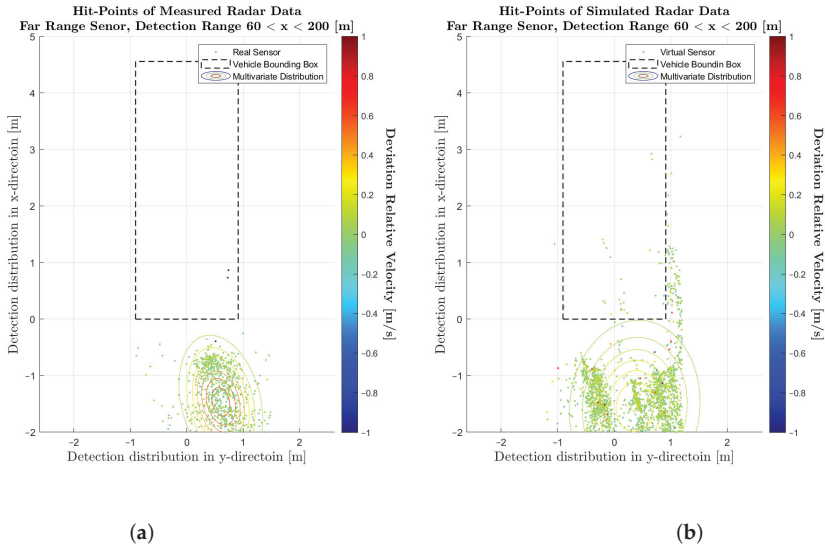 Hit-Points of Measured Radar Data
Far Range Senor, Detection Range 60 < x < 200 [m]
Real Sensor
Vehicle Bounding Box
Multivariate Distribution
5
4
3
2
1
0
−1
−2
−2
−1
0
1
2
Detection distribution in x-directoin [m]
Detection distribution in y-directoin [m]
1
0.8
0.6
0.4
0.2
0
−0.2
−0.4
−0.6
−0.8
−1
Deviation Relative Velocity [m/s]
(a)
Hit-Points of Simulated Radar Data
Far Range Senor, Detection Range 60 < x < 200 [m]
Virtual Sensor
Vehicle Boundin Box
Multivariate Distribution
5
4
3
2
1
0
−1
−2
−2
−1
0
1
2
Detection distribution in x-directoin [m]
Detection distribution in y-directoin [m]
1
0.8
0.6
0.4
0.2
0
−0.2
−0.4
−0.6
−0.8
−1
Deviation Relative Velocity [m/s]
(b)